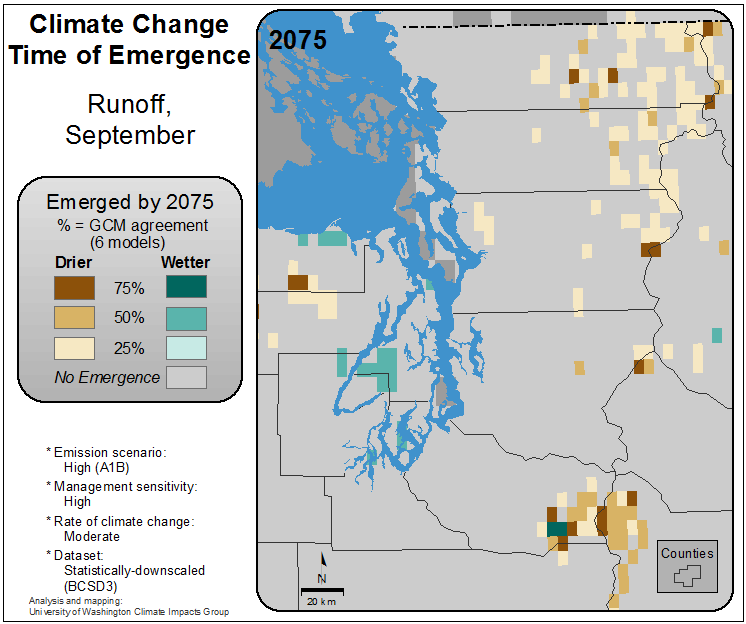 Climate Change
Time of Emergence
Runoff,
September
Emerged by 2075
% = GCM agreement
(6 models)
Drier Wetter
75%
50%
25%
No Emergence
* Emission scenario:
High (A1B)
* Management sensitivity:
High
* Rate of climate change:
Moderate
* Dataset:
Statistically-downscaled
(BCSD3)
Analysis and mapping:
University of Washington Climate Impacts Group
2075
N
20 km
Counties